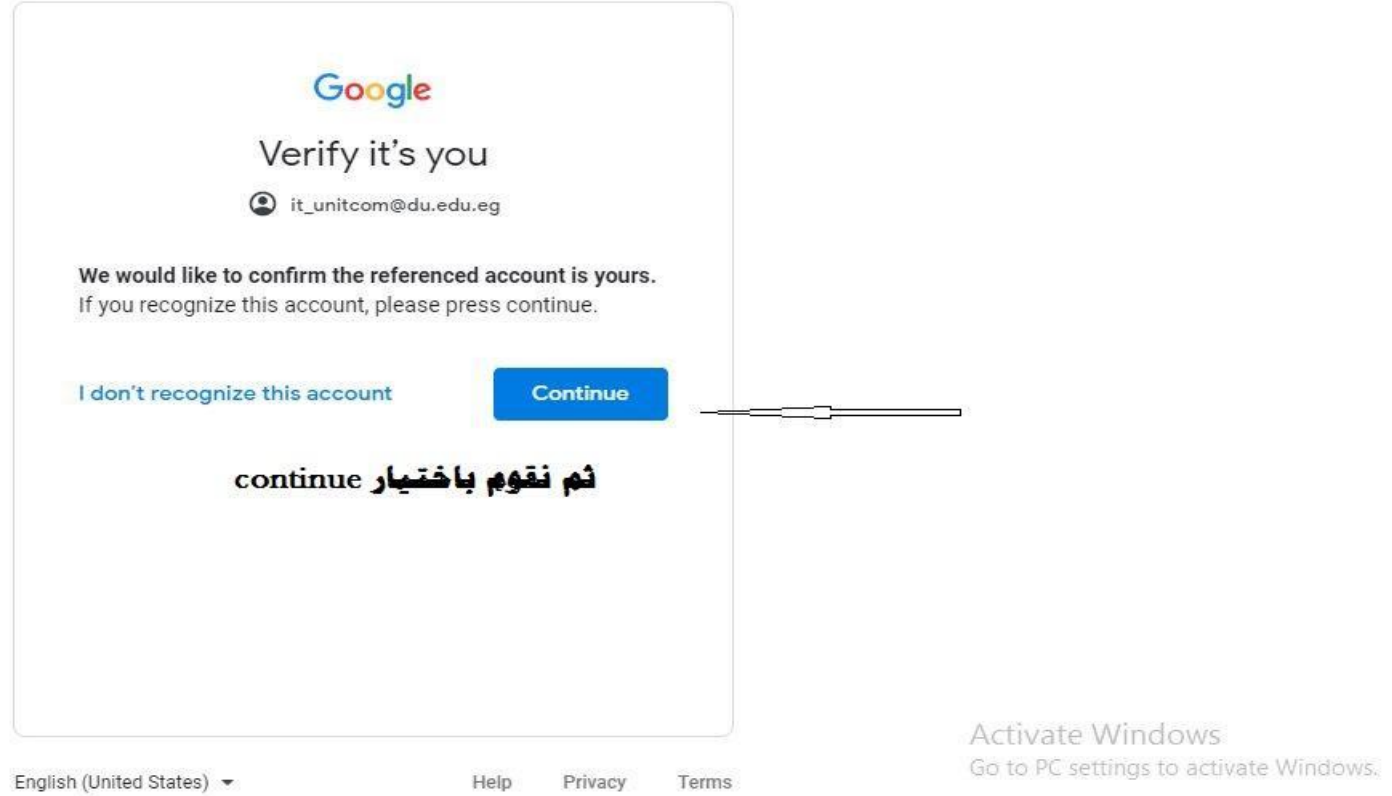 Google
Verify it's you
it_unitcom@du.edu.eg
We would like to confirm the referenced account is yours.
If you recognize this account, please press continue.
I don't recognize this account
Continue
ثم نقوم باختيار continue
Activate Windows
Go to PC settings to activate Windows.
English (United States)
Help
Privacy
Terms